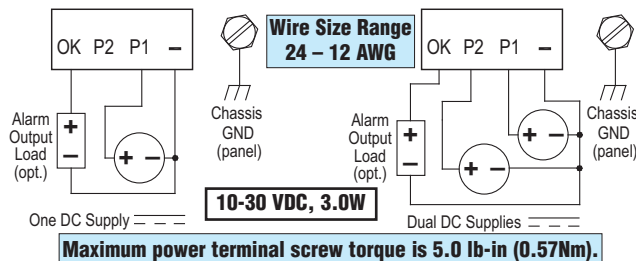 OK P2 P1 –
Wire Size Range
24 – 12 AWG
OK P2 P1 –
Alarm
Output
Load
(opt.)
+
–
+ –
Chassis
GND
(panel)
Alarm
Output
Load
(opt.)
+
–
+ –
+ –
Chassis
GND
(panel)
One DC Supply
10-30 VDC, 3.0W
Dual DC Supplies
Maximum power terminal screw torque is 5.0 lb-in (0.57Nm).